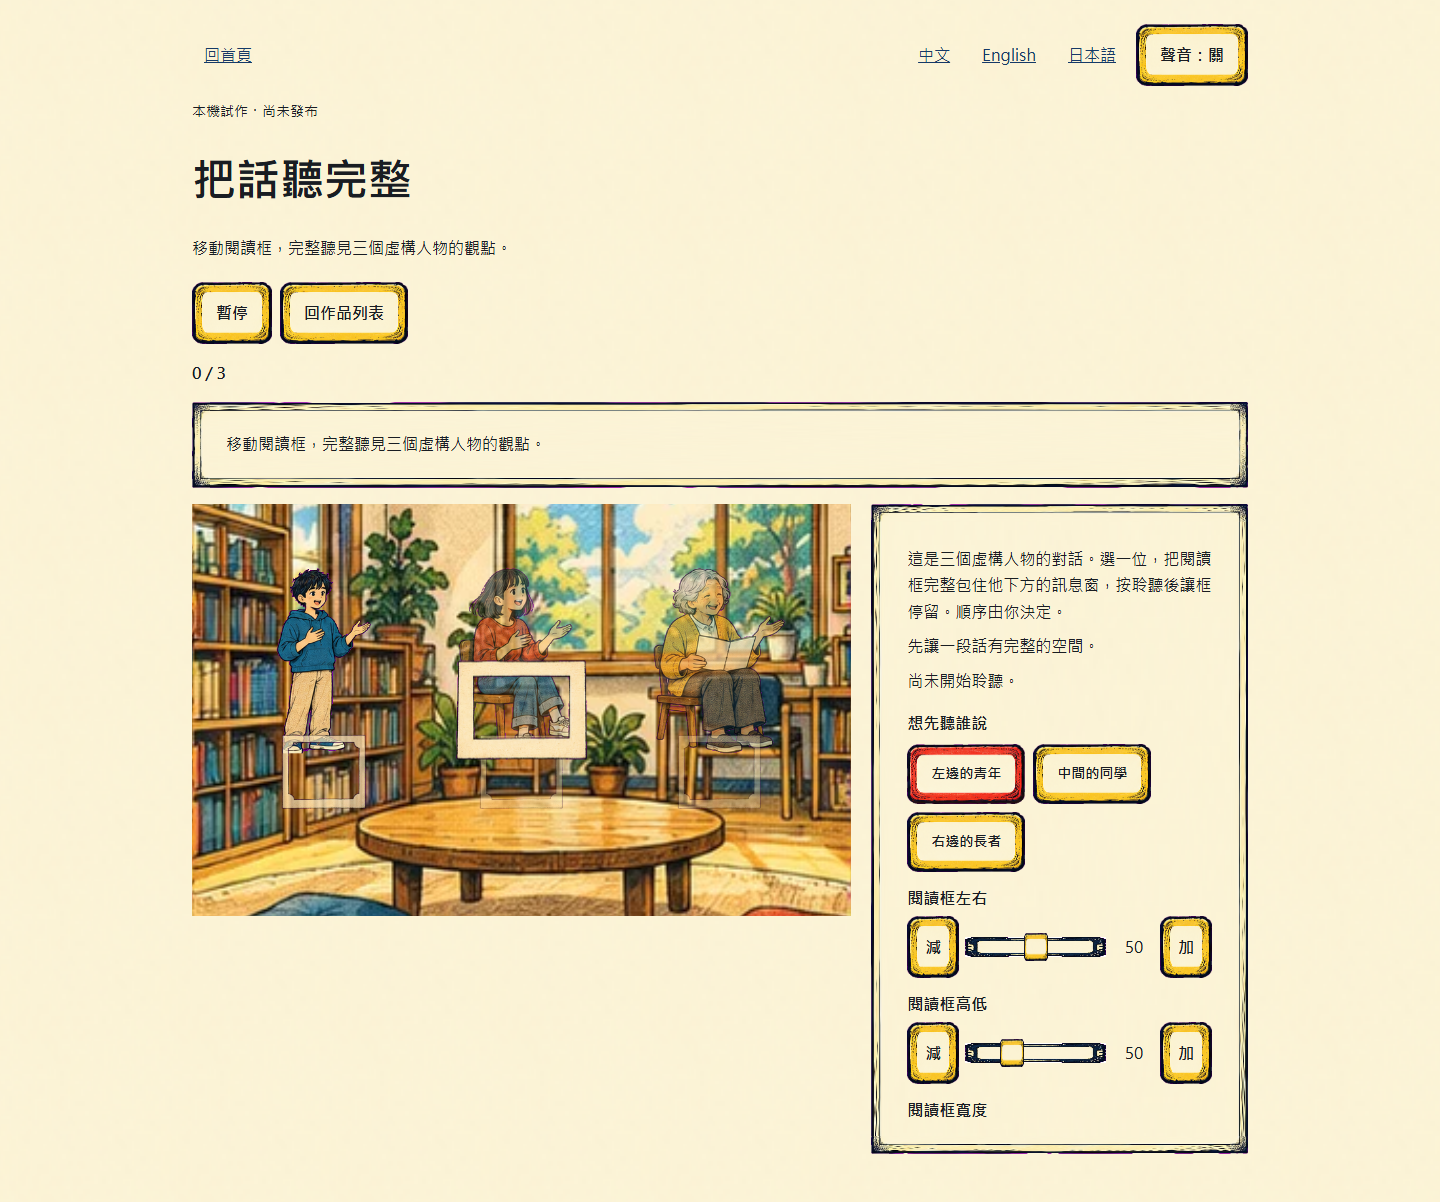 回首頁
中文 English 日本語 聲音：關
本機試作・尚未發布
把話聽完整
移動閱讀框，完整聽見三個虛構人物的觀點。
暫停 回作品列表
0 / 3
移動閱讀框，完整聽見三個虛構人物的觀點。
這是三個虛構人物的對話。選一位，把閱讀
框完整包住他下方的訊息窗，按聆聽後讓框
停留。順序由你決定。
先讓一段話有完整的空間。
尚未開始聆聽。
想先聽誰說
左邊的青年 中間的同學
右邊的長者
閱讀框左右
減 50 加
閱讀框高低
減 50 加
閱讀框寬度